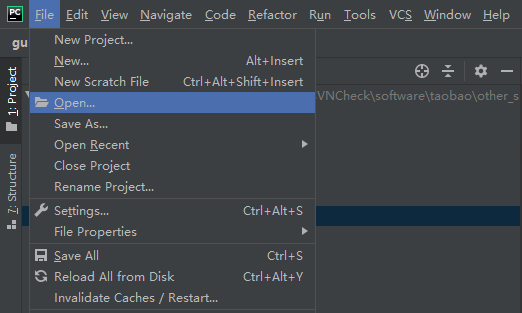 PC File Edit View Navigate Code Refactor Run Tools VCS Window Help
gu
New Project...
New... Alt+Insert
New Scratch File Ctrl+Alt+Shift+Insert
Open... VNCheck\software\taobao\other_s
Save As...
Open Recent
Close Project
Rename Project...
Settings... Ctrl+Alt+S
File Properties
Save All Ctrl+S
Reload All from Disk Ctrl+Alt+Y
Invalidate Caches / Restart...
1: Project
7: Structure